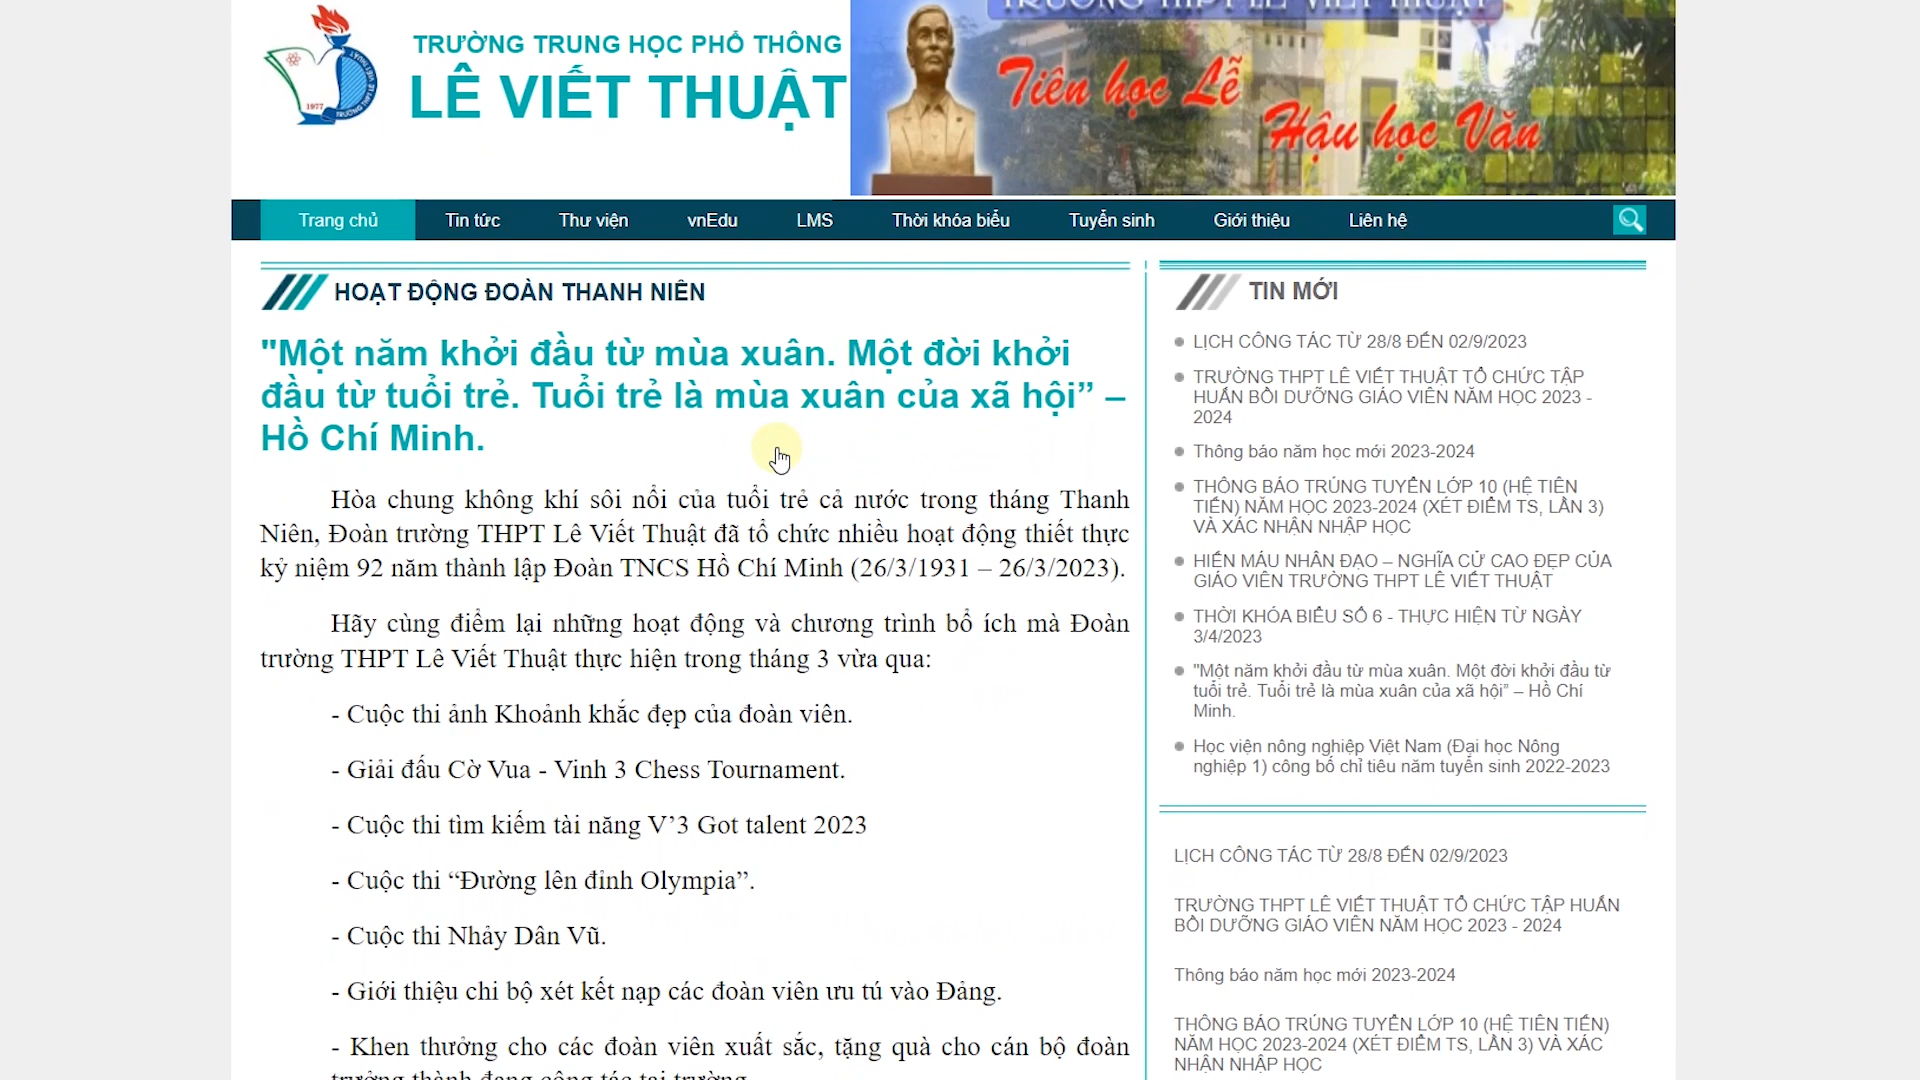 TRƯỜNG THPT LÊ VIẾT THUẬT
TRƯỜNG TRUNG HỌC PHỔ THÔNG
LÊ VIẾT THUẬT
Tiên học Lễ
Hậu học Văn
1977
Trang chủ Tin tức Thư viện vnEdu LMS Thời khóa biểu Tuyển sinh Giới thiệu Liên hệ
HOẠT ĐỘNG ĐOÀN THANH NIÊN
"Một năm khởi đầu từ mùa xuân. Một đời khởi
đầu từ tuổi trẻ. Tuổi trẻ là mùa xuân của xã hội” –
Hồ Chí Minh.
Hòa chung không khí sôi nổi của tuổi trẻ cả nước trong tháng Thanh
Niên, Đoàn trường THPT Lê Viết Thuật đã tổ chức nhiều hoạt động thiết thực
kỷ niệm 92 năm thành lập Đoàn TNCS Hồ Chí Minh (26/3/1931 – 26/3/2023).
Hãy cùng điểm lại những hoạt động và chương trình bổ ích mà Đoàn
trường THPT Lê Viết Thuật thực hiện trong tháng 3 vừa qua:
- Cuộc thi ảnh Khoảnh khắc đẹp của đoàn viên.
- Giải đấu Cờ Vua - Vinh 3 Chess Tournament.
- Cuộc thi tìm kiếm tài năng V’3 Got talent 2023
- Cuộc thi “Đường lên đỉnh Olympia”.
- Cuộc thi Nhảy Dân Vũ.
- Giới thiệu chi bộ xét kết nạp các đoàn viên ưu tú vào Đảng.
- Khen thưởng cho các đoàn viên xuất sắc, tặng quà cho cán bộ đoàn
trưởng thành đang công tác tại trường
TIN MỚI
LỊCH CÔNG TÁC TỪ 28/8 ĐẾN 02/9/2023
TRƯỜNG THPT LÊ VIẾT THUẬT TỔ CHỨC TẬP
HUẤN BỒI DƯỠNG GIÁO VIÊN NĂM HỌC 2023 -
2024
Thông báo năm học mới 2023-2024
THÔNG BÁO TRÚNG TUYỂN LỚP 10 (HỆ TIÊN
TIẾN) NĂM HỌC 2023-2024 (XÉT ĐIỂM TS, LẦN 3)
VÀ XÁC NHẬN NHẬP HỌC
HIẾN MÁU NHÂN ĐẠO – NGHĨA CỬ CAO ĐẸP CỦA
GIÁO VIÊN TRƯỜNG THPT LÊ VIẾT THUẬT
THỜI KHÓA BIỂU SỐ 6 - THỰC HIỆN TỪ NGÀY
3/4/2023
"Một năm khởi đầu từ mùa xuân. Một đời khởi đầu từ
tuổi trẻ. Tuổi trẻ là mùa xuân của xã hội” – Hồ Chí
Minh.
Học viện nông nghiệp Việt Nam (Đại học Nông
nghiệp 1) công bố chỉ tiêu năm tuyển sinh 2022-2023
LỊCH CÔNG TÁC TỪ 28/8 ĐẾN 02/9/2023
TRƯỜNG THPT LÊ VIẾT THUẬT TỔ CHỨC TẬP HUẤN
BỒI DƯỠNG GIÁO VIÊN NĂM HỌC 2023 - 2024
Thông báo năm học mới 2023-2024
THÔNG BÁO TRÚNG TUYỂN LỚP 10 (HỆ TIÊN TIẾN)
NĂM HỌC 2023-2024 (XÉT ĐIỂM TS, LẦN 3) VÀ XÁC
NHẬN NHẬP HỌC